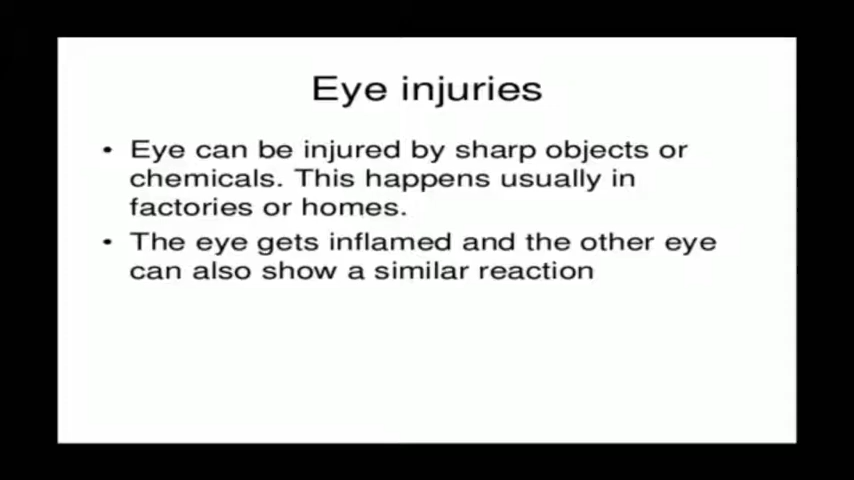 Eye injuries
• Eye can be injured by sharp objects or
chemicals. This happens usually in
factories or homes.
• The eye gets inflamed and the other eye
can also show a similar reaction